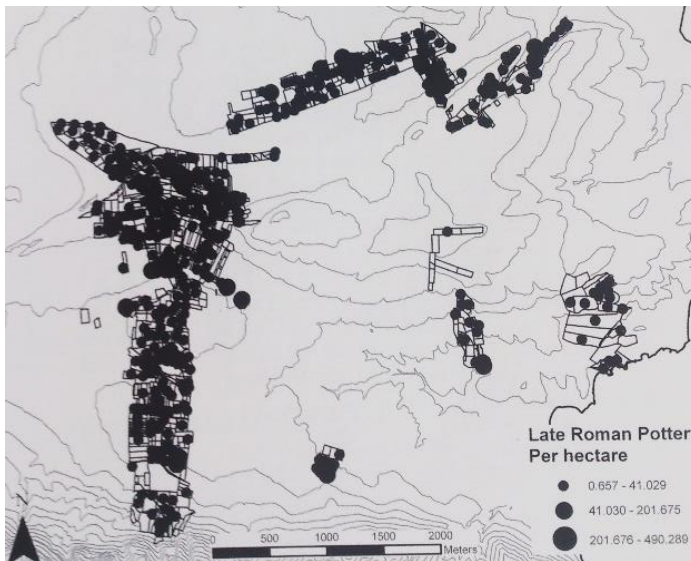 Late Roman Potter
Per hectare
0.657 - 41.029
41.030 - 201.675
201.676 - 490.289
0 500 1000 1500 2000
Meters